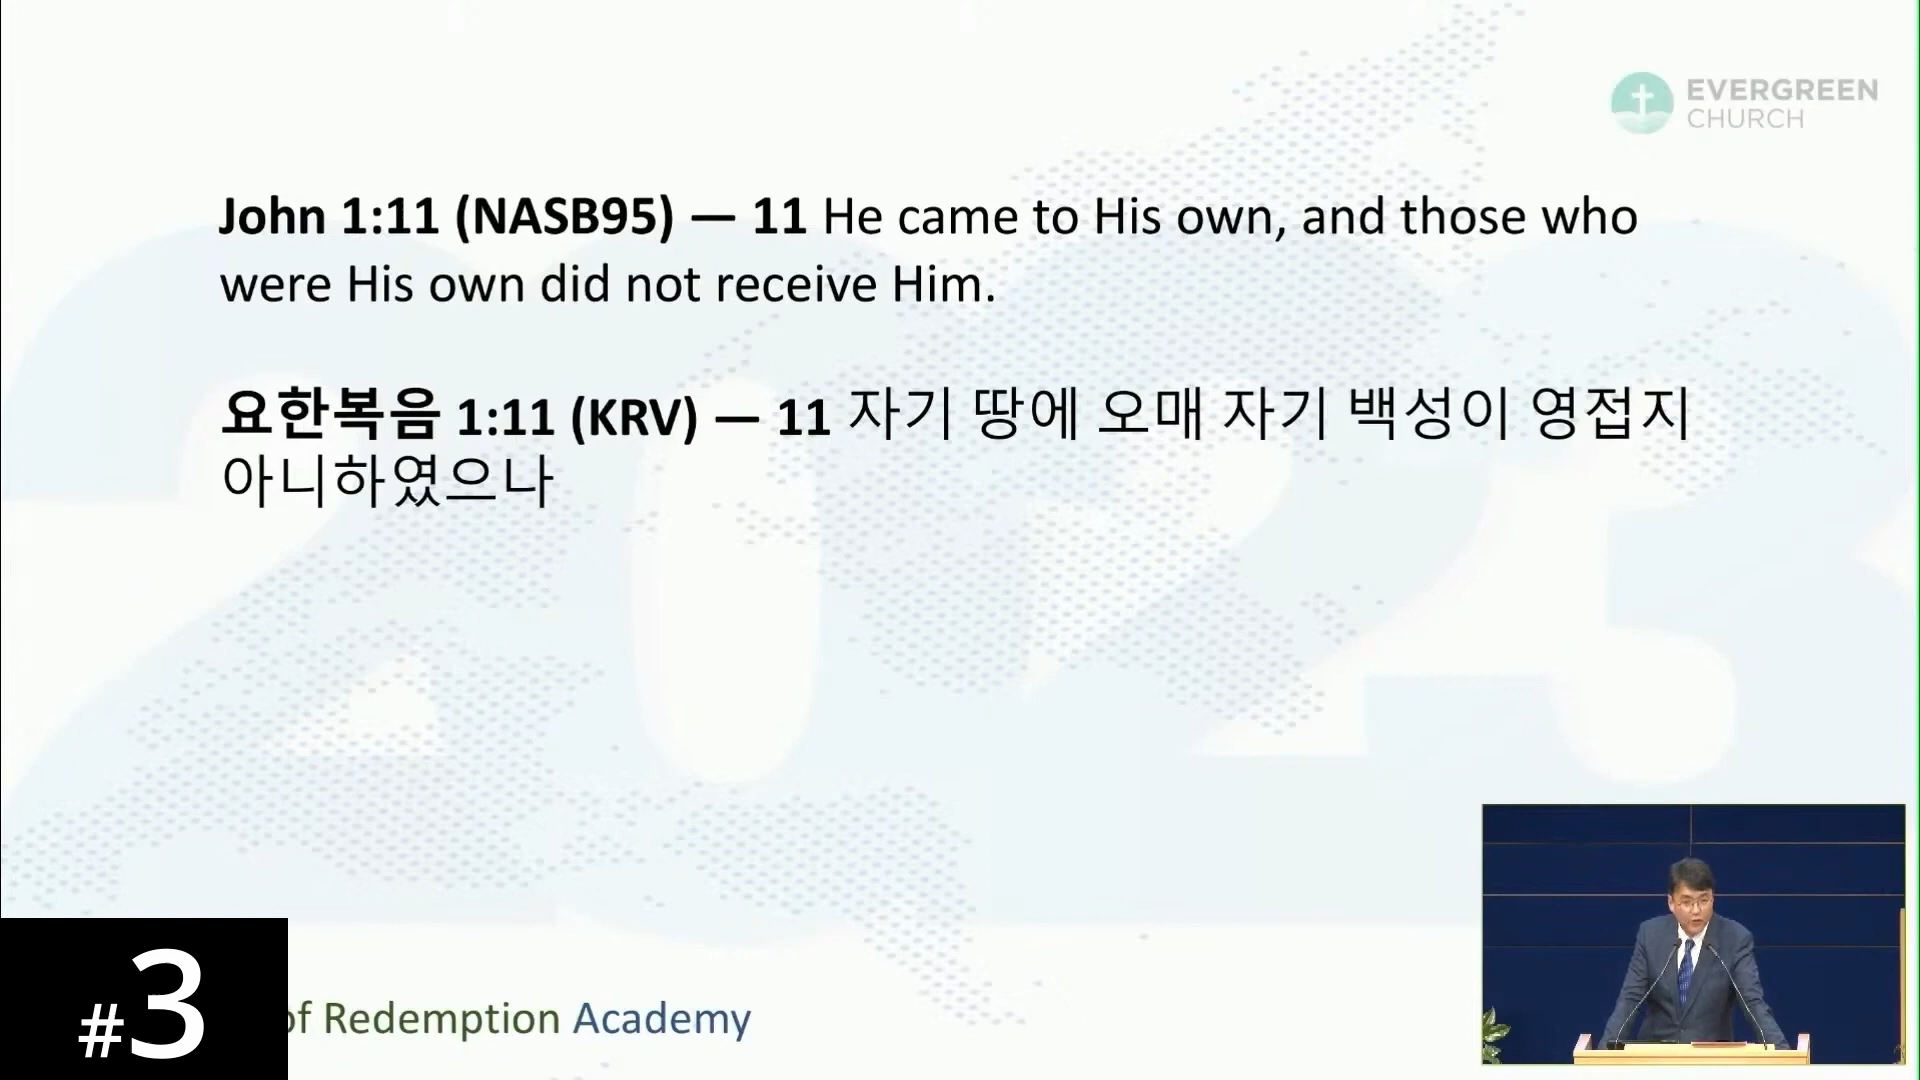 EVERGREEN
CHURCH
John 1:11 (NASB95) — 11 He came to His own, and those who
were His own did not receive Him.
요한복음 1:11 (KRV) — 11 자기 땅에 오매 자기 백성이 영접지
아니하였으나
#3
of Redemption Academy